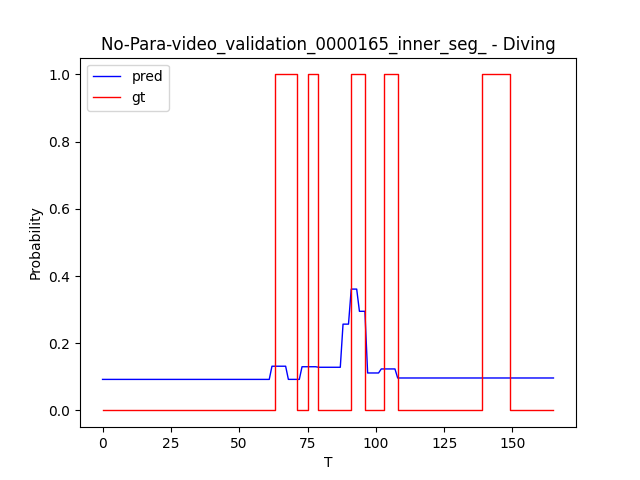 No-Para-video_validation_0000165_inner_seg_ - Diving
pred
gt
1.0
0.8
0.6
0.4
0.2
0.0
Probability
0 25 50 75 100 125 150
T